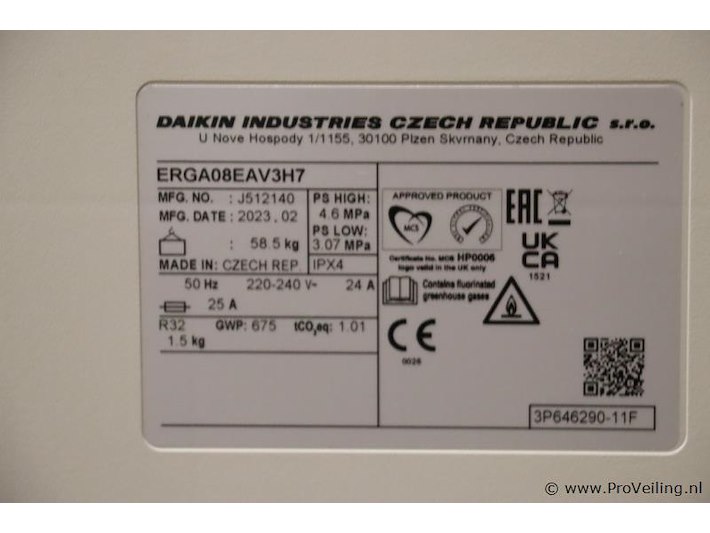 DAIKIN INDUSTRIES CZECH REPUBLIC s.r.o.
U Nove Hospody 1/1155, 30100 Plzen Skvrnany, Czech Republic
ERGA08EAV3H7
MFG. NO. : J512140
MFG. DATE : 2023, 02
: 58.5 kg
MADE IN: CZECH REP.
PS HIGH:
4.6 MPa
PS LOW:
3.07 MPa
IPX4
50 Hz 220-240 V~ 24 A
25 A
R32 GWP: 675 tCO₂eq: 1.01
1.5 kg
APPROVED PRODUCT
MCS
Certificate No. MCS HP0006
logo valid in the UK only
Contains fluorinated
greenhouse gases
EAC
UK
CA
1521
CE
0026
3P646290-11F
© www.ProVeiling.nl